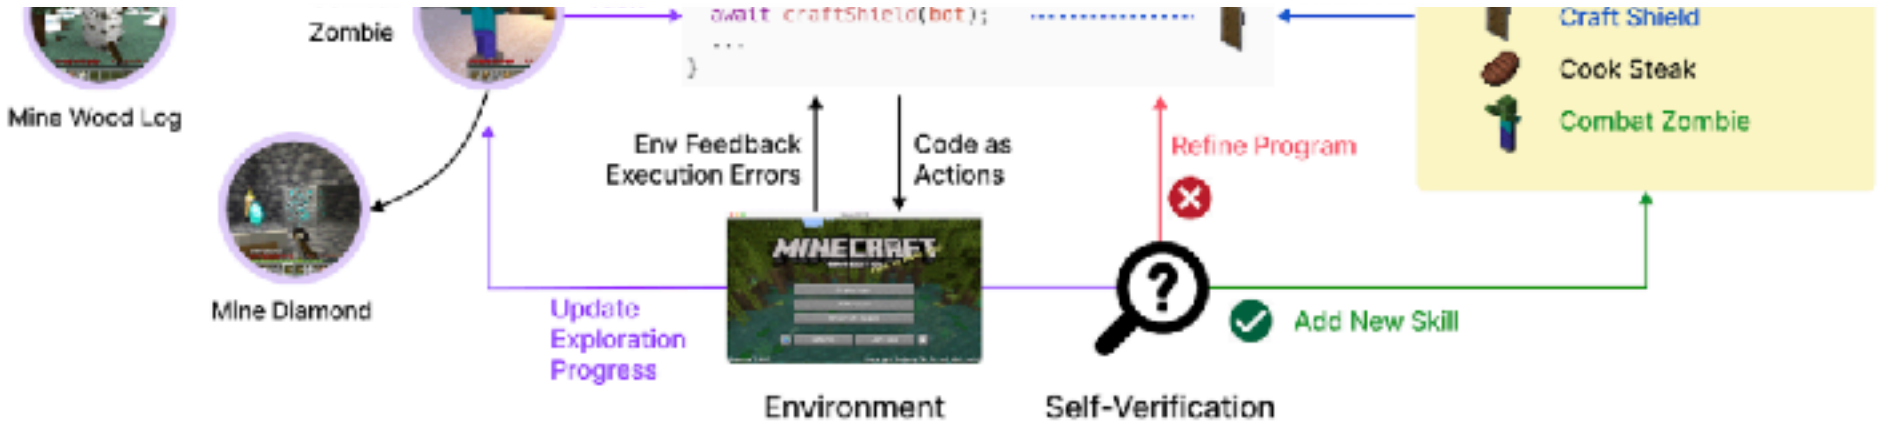 Zombie
await craftShield(bot);
...
}
Craft Shield
Cook Steak
Combat Zombie
Mine Wood Log
Mine Diamond
Env Feedback
Execution Errors
Code as
Actions
Refine Program
MINECRAFT
Update
Exploration
Progress
Add New Skill
Environment
Self-Verification